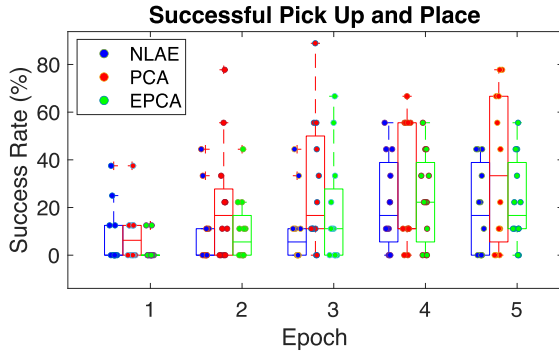 Successful Pick Up and Place
NLAE
PCA
EPCA
Success Rate (%)
80
60
40
20
0
1 2 3 4 5
Epoch